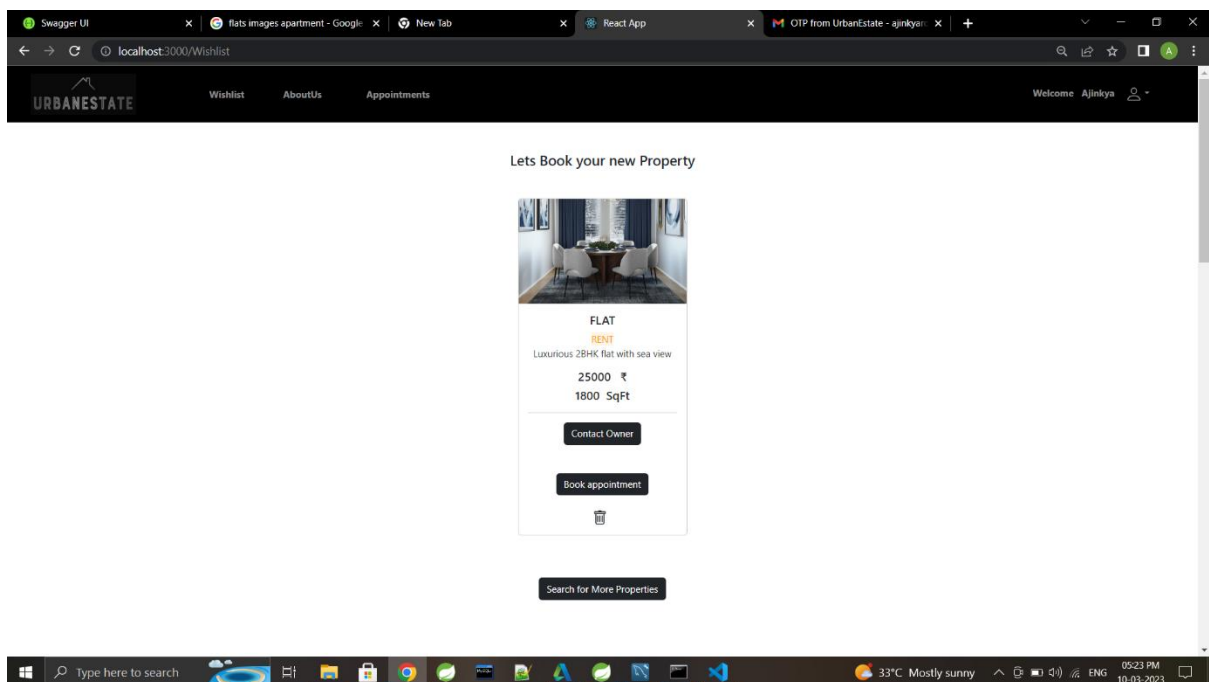 Swagger UI
flats images apartment - Google
New Tab
React App
OTP from UrbanEstate - ajinkyar
localhost:3000/Wishlist
A
URBANESTATE
Wishlist AboutUs Appointments
Welcome Ajinkya
Lets Book your new Property
FLAT
RENT
Luxurious 2BHK flat with sea view
25000 ₹
1800 SqFt
Contact Owner
Book appointment
Search for More Properties
Type here to search
33°C Mostly sunny
ENG
05:23 PM
10-03-2023